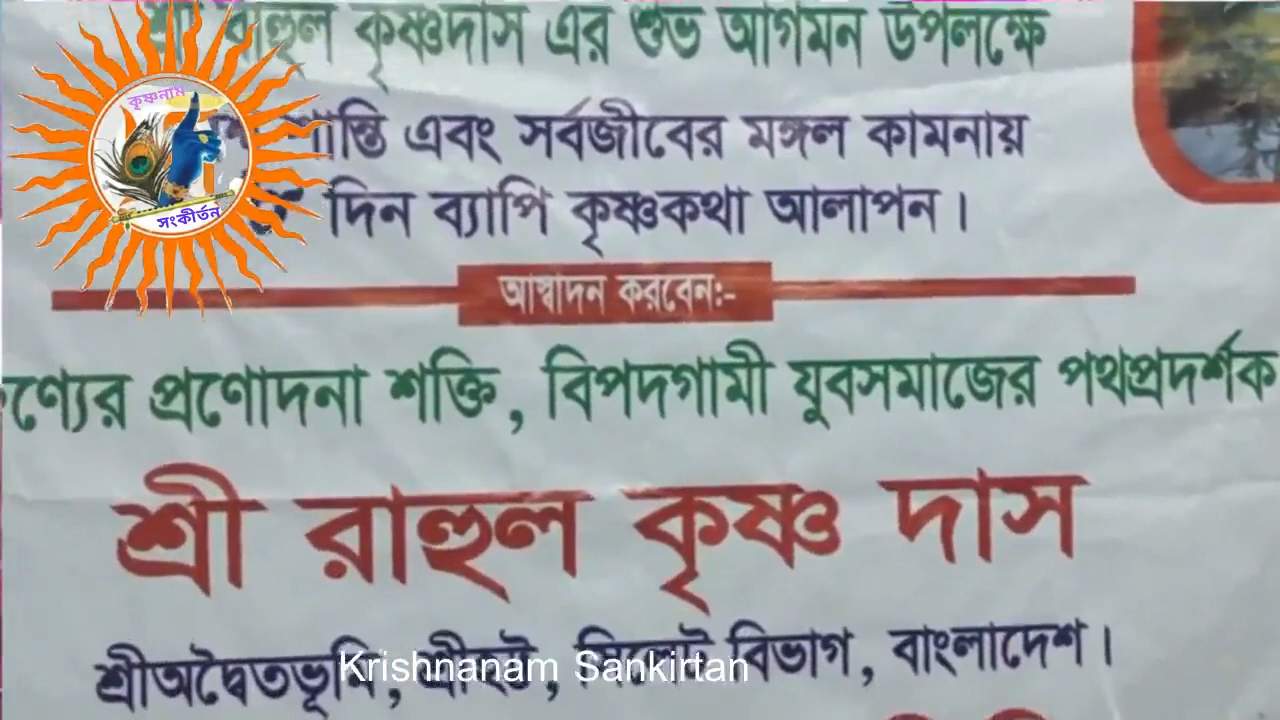 শ্রী রাহুল কৃষ্ণদাস এর শুভ আগমন উপলক্ষে
কৃষ্ণনাম
সংকীর্তন
এবং সর্বজীবের মঙ্গল কামনায়
দিন ব্যাপি কৃষ্ণকথা আলাপন।
আস্বাদন করবেন:-
প্রণোদনা শক্তি, বিপদগামী যুবসমাজের পথপ্রদর্শক
শ্রী রাহুল কৃষ্ণ দাস
শ্রীঅদ্বৈতভূমি, শ্রীহট্ট, সিলেট বিভাগ, বাংলাদেশ।
Krishnanam Sankirtan